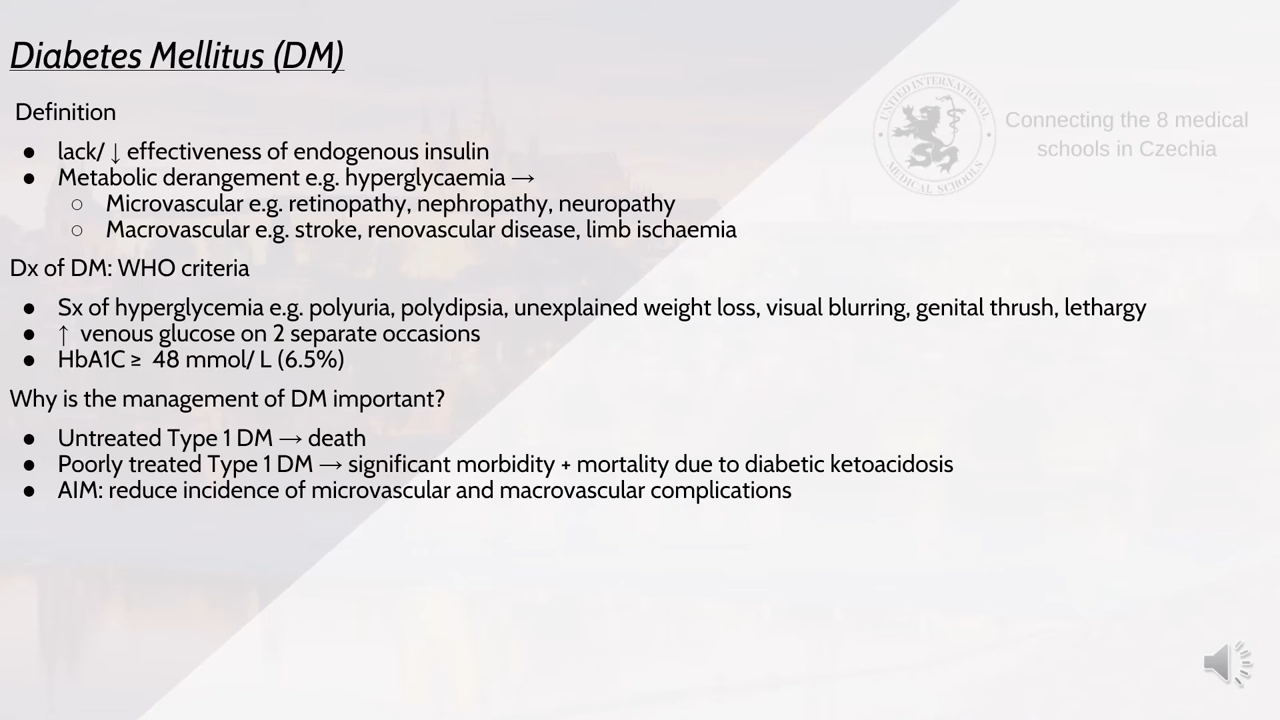 Diabetes Mellitus (DM)
Definition
● lack/ ↓ effectiveness of endogenous insulin
● Metabolic derangement e.g. hyperglycaemia →
○ Microvascular e.g. retinopathy, nephropathy, neuropathy
○ Macrovascular e.g. stroke, renovascular disease, limb ischaemia
Dx of DM: WHO criteria
● Sx of hyperglycemia e.g. polyuria, polydipsia, unexplained weight loss, visual blurring, genital thrush, lethargy
● ↑ venous glucose on 2 separate occasions
● HbA1C ≥ 48 mmol/ L (6.5%)
Why is the management of DM important?
● Untreated Type 1 DM → death
● Poorly treated Type 1 DM → significant morbidity + mortality due to diabetic ketoacidosis
● AIM: reduce incidence of microvascular and macrovascular complications
UNITED INTERNATIONAL
MEDICAL SCHOOLS
Connecting the 8 medical
schools in Czechia